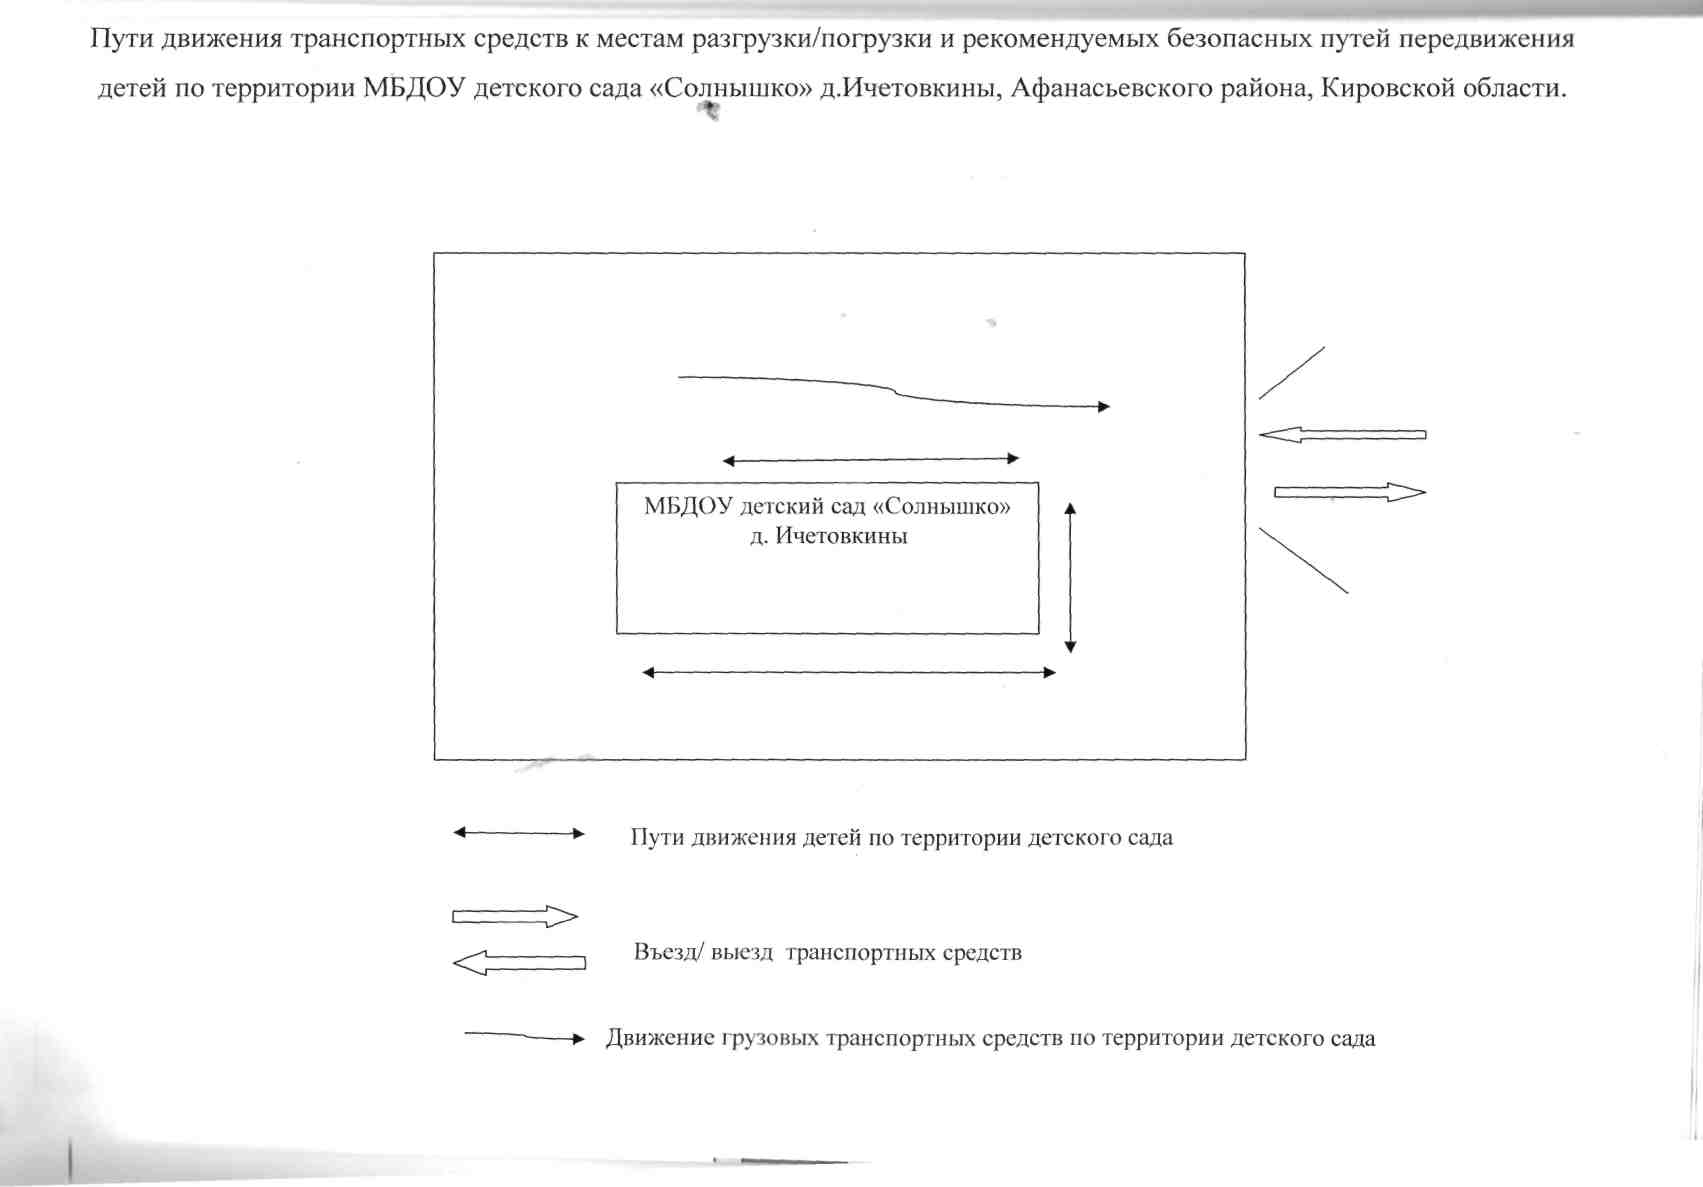 Пути движения транспортных средств к местам разгрузки/погрузки и рекомендуемых безопасных путей передвижения
детей по территории МБДОУ детского сада «Солнышко» д.Ичетовкины, Афанасьевского района, Кировской области.
МБДОУ детский сад «Солнышко»
д. Ичетовкины
Пути движения детей по территории детского сада
Въезд/ выезд  транспортных средств
Движение грузовых транспортных средств по территории детского сада